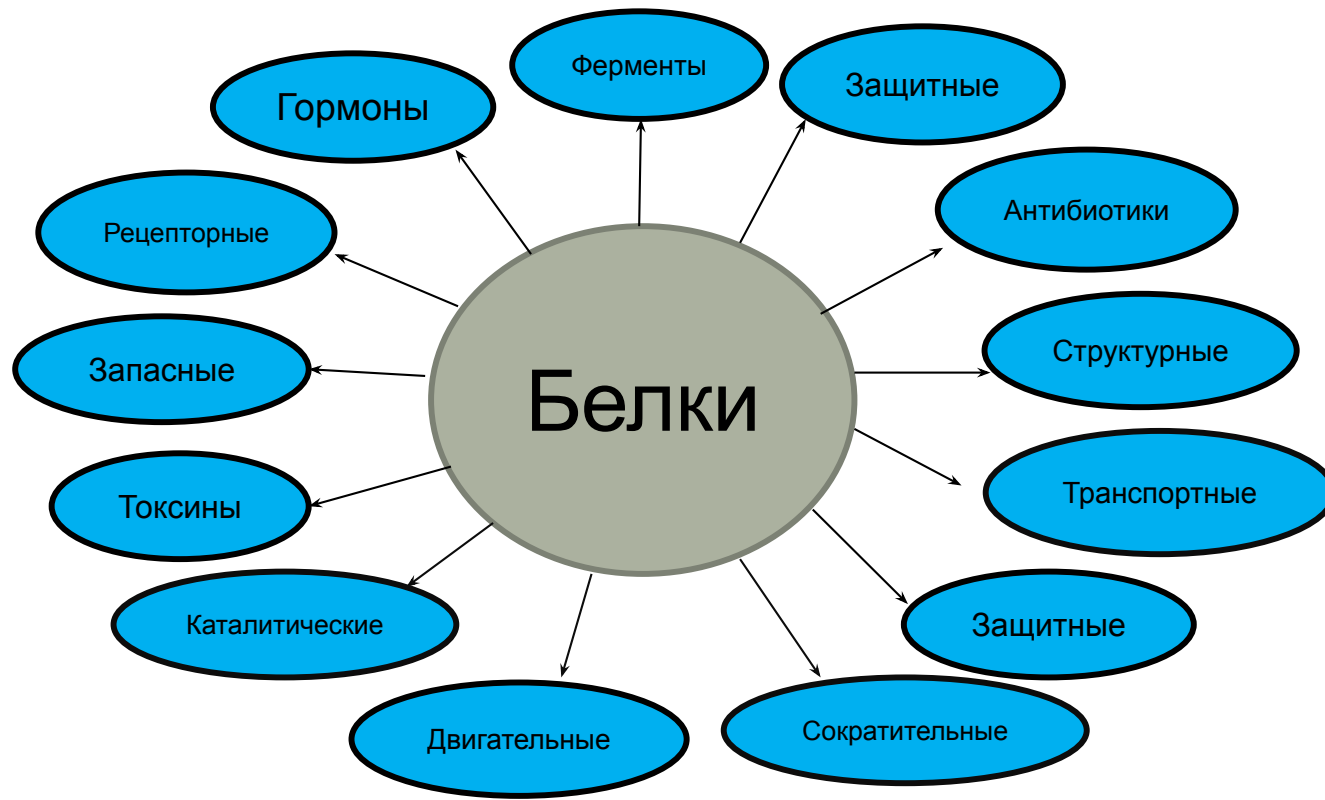 Ферменты
Защитные
Гормоны
Антибиотики
Рецепторные
Структурные
Запасные
Белки
Транспортные
Токсины
Каталитические
Защитные
Двигательные
Сократительные